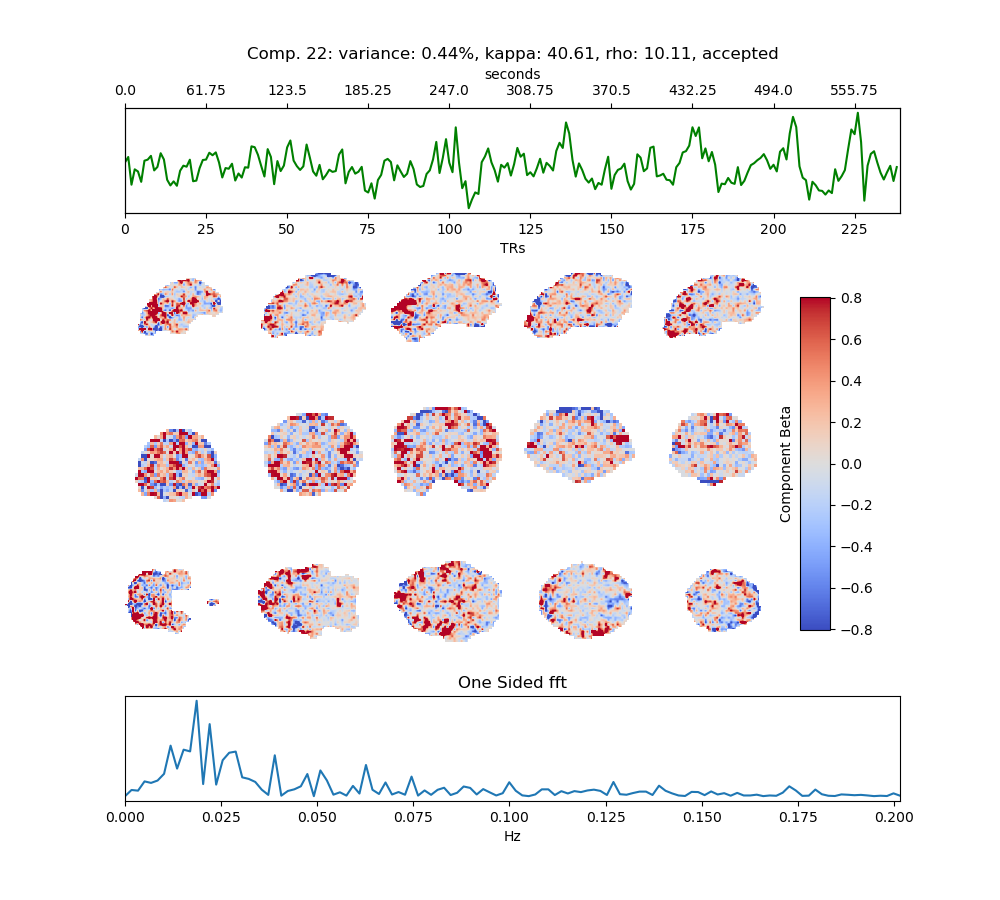 Comp. 22: variance: 0.44%, kappa: 40.61, rho: 10.11, accepted
seconds
0.0 61.75 123.5 185.25 247.0 308.75 370.5 432.25 494.0 555.75
0 25 50 75 100 125 150 175 200 225
TRs
0.8
0.6
0.4
0.2
0.0
−0.2
−0.4
−0.6
−0.8
Component Beta
One Sided fft
0.000 0.025 0.050 0.075 0.100 0.125 0.150 0.175 0.200
Hz